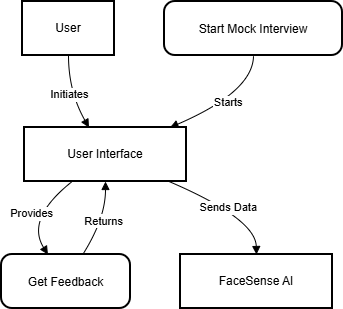 User
Start Mock Interview
Initiates
Starts
User Interface
Provides
Returns
Sends Data
Get Feedback
FaceSense AI